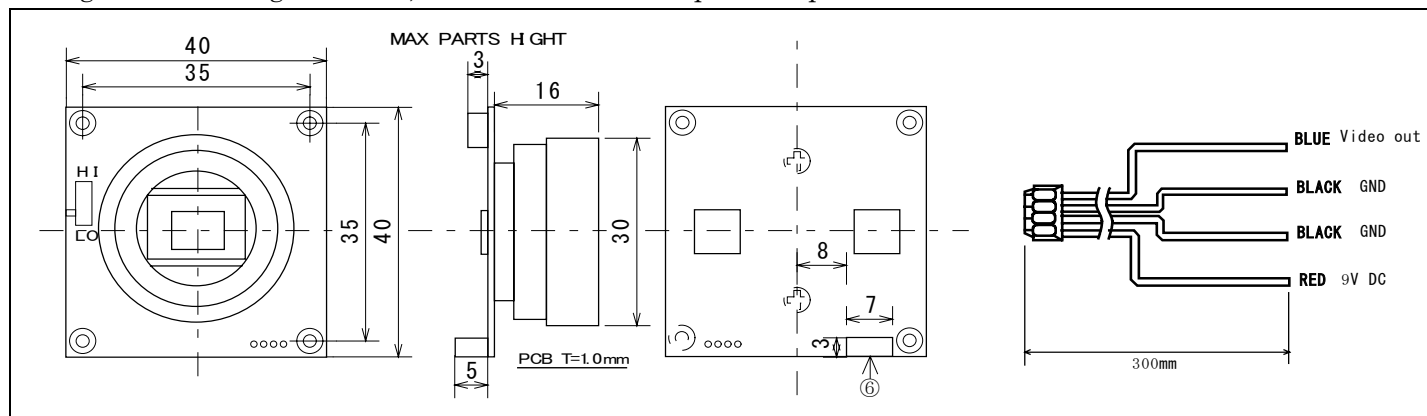 MAX PARTS HIGHT
40
35
3
16
HI
LO
35
40
30
8
7
3
5
PCB T=1.0mm
⑥
BLUE Video out
BLACK GND
BLACK GND
RED 9V DC
300mm